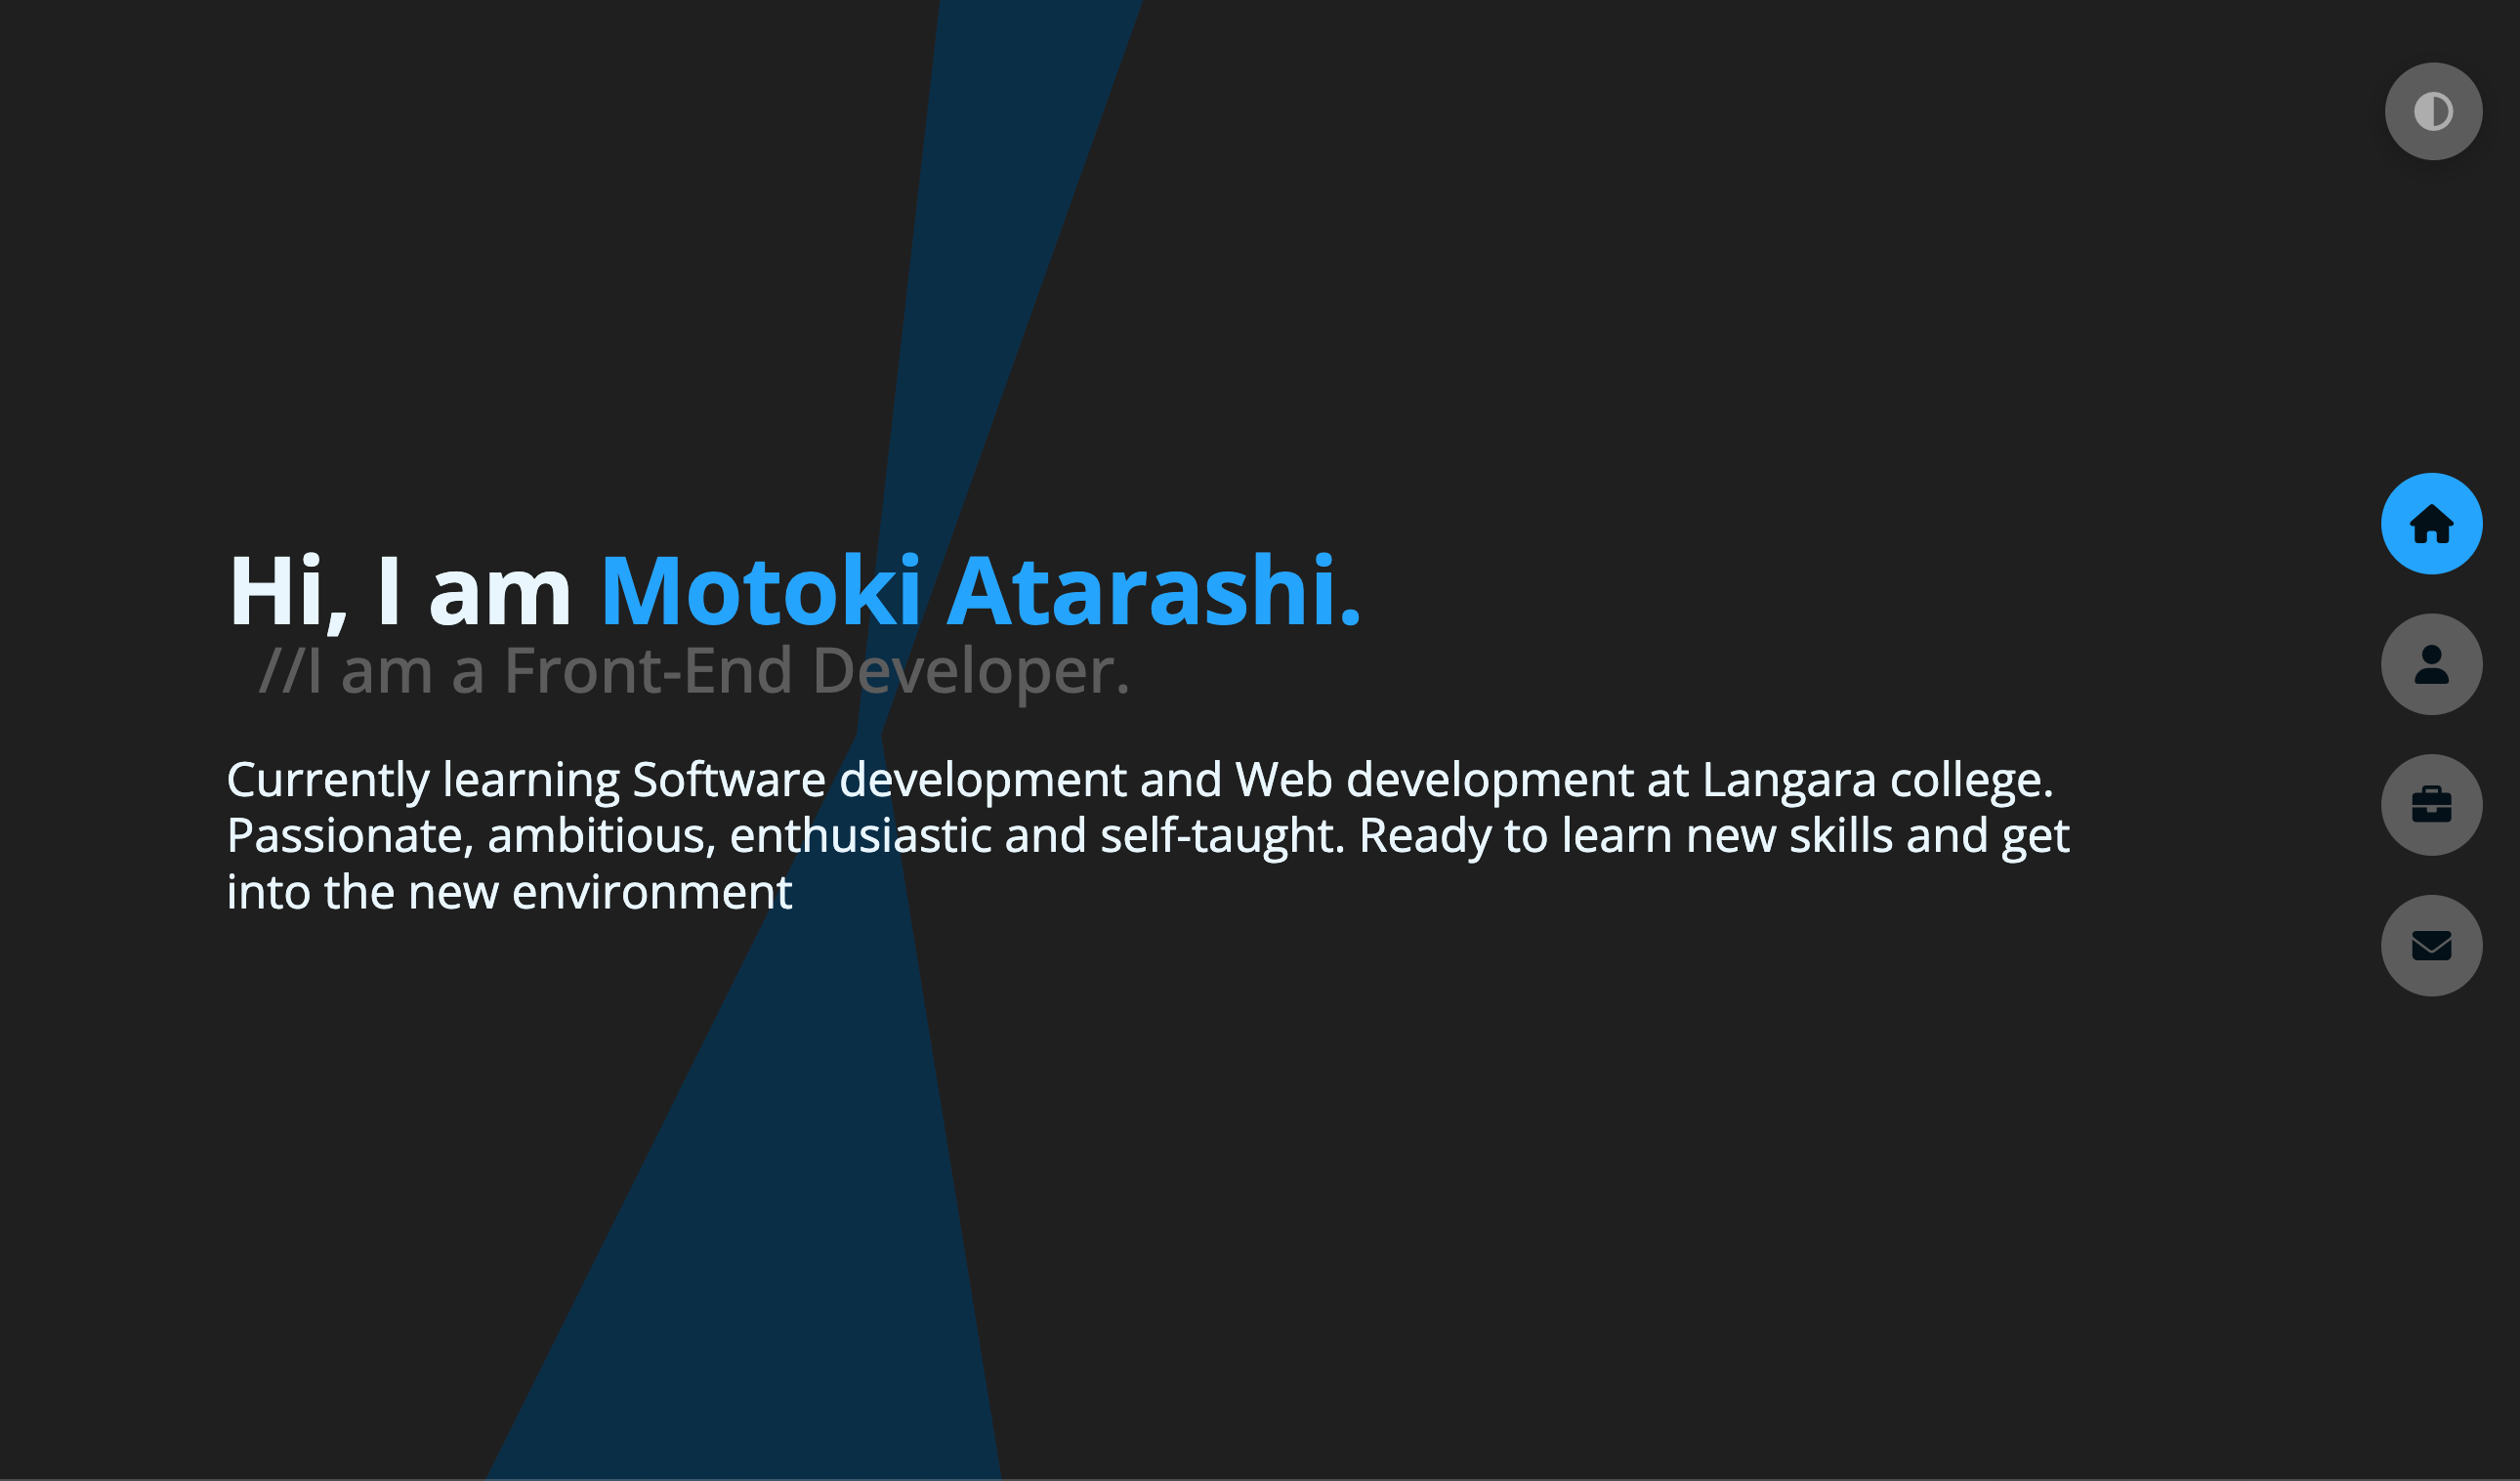 Hi, I am Motoki Atarashi.
//I am a Front-End Developer.
Currently learning Software development and Web development at Langara college.
Passionate, ambitious, enthusiastic and self-taught. Ready to learn new skills and get
into the new environment